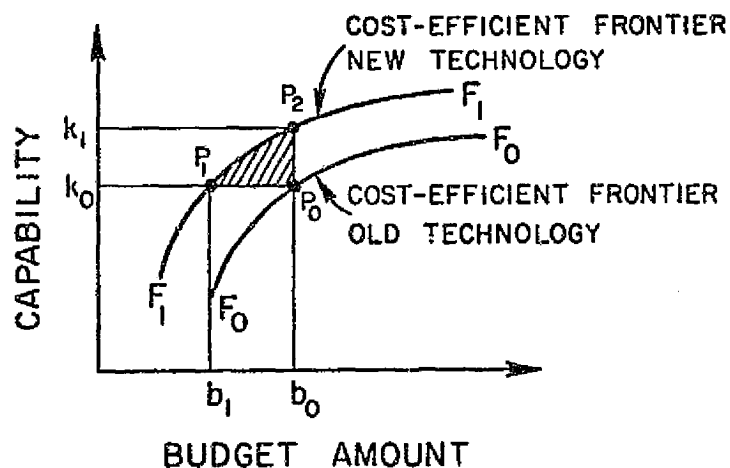 COST-EFFICIENT FRONTIER
NEW TECHNOLOGY
P₂
F₁
k₁
P₁
F₀
k₀
P₀
COST-EFFICIENT FRONTIER
OLD TECHNOLOGY
CAPABILITY
F₁
F₀
b₁
b₀
BUDGET AMOUNT